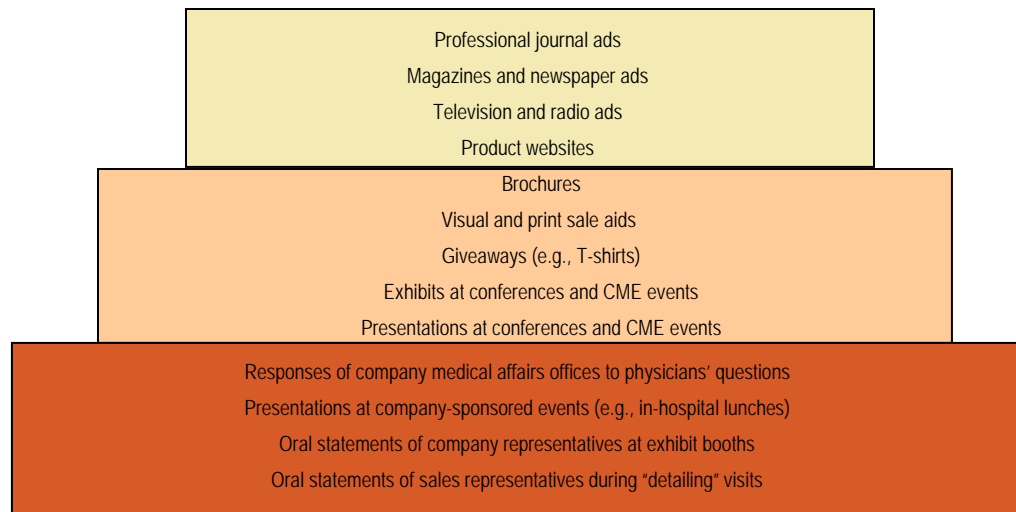 Professional journal ads
Magazines and newspaper ads
Television and radio ads
Product websites
Brochures
Visual and print sale aids
Giveaways (e.g., T-shirts)
Exhibits at conferences and CME events
Presentations at conferences and CME events
Responses of company medical affairs offices to physicians’ questions
Presentations at company-sponsored events (e.g., in-hospital lunches)
Oral statements of company representatives at exhibit booths
Oral statements of sales representatives during “detailing” visits